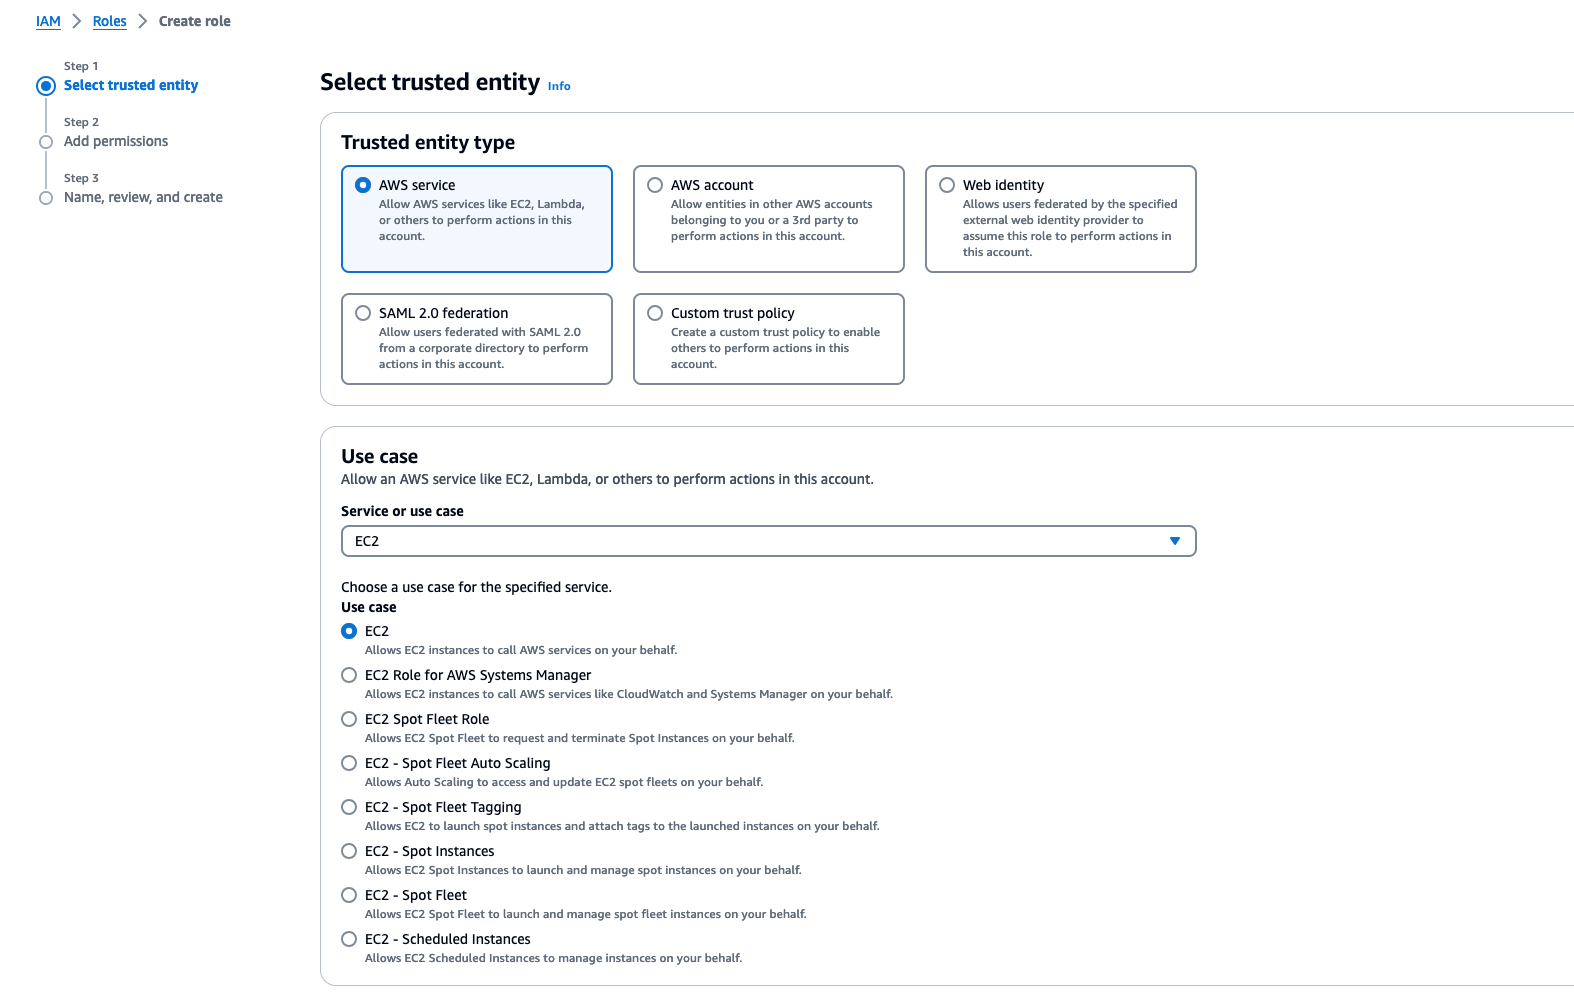 IAM > Roles > Create role
Step 1
Select trusted entity
Step 2
Add permissions
Step 3
Name, review, and create
Select trusted entity Info
Trusted entity type
AWS service
Allow AWS services like EC2, Lambda,
or others to perform actions in this
account.
AWS account
Allow entities in other AWS accounts
belonging to you or a 3rd party to
perform actions in this account.
Web identity
Allows users federated by the specified
external web identity provider to
assume this role to perform actions in
this account.
SAML 2.0 federation
Allow users federated with SAML 2.0
from a corporate directory to perform
actions in this account.
Custom trust policy
Create a custom trust policy to enable
others to perform actions in this
account.
Use case
Allow an AWS service like EC2, Lambda, or others to perform actions in this account.
Service or use case
EC2
Choose a use case for the specified service.
Use case
EC2
Allows EC2 instances to call AWS services on your behalf.
EC2 Role for AWS Systems Manager
Allows EC2 instances to call AWS services like CloudWatch and Systems Manager on your behalf.
EC2 Spot Fleet Role
Allows EC2 Spot Fleet to request and terminate Spot Instances on your behalf.
EC2 - Spot Fleet Auto Scaling
Allows Auto Scaling to access and update EC2 spot fleets on your behalf.
EC2 - Spot Fleet Tagging
Allows EC2 to launch spot instances and attach tags to the launched instances on your behalf.
EC2 - Spot Instances
Allows EC2 Spot Instances to launch and manage spot instances on your behalf.
EC2 - Spot Fleet
Allows EC2 Spot Fleet to launch and manage spot fleet instances on your behalf.
EC2 - Scheduled Instances
Allows EC2 Scheduled Instances to manage instances on your behalf.